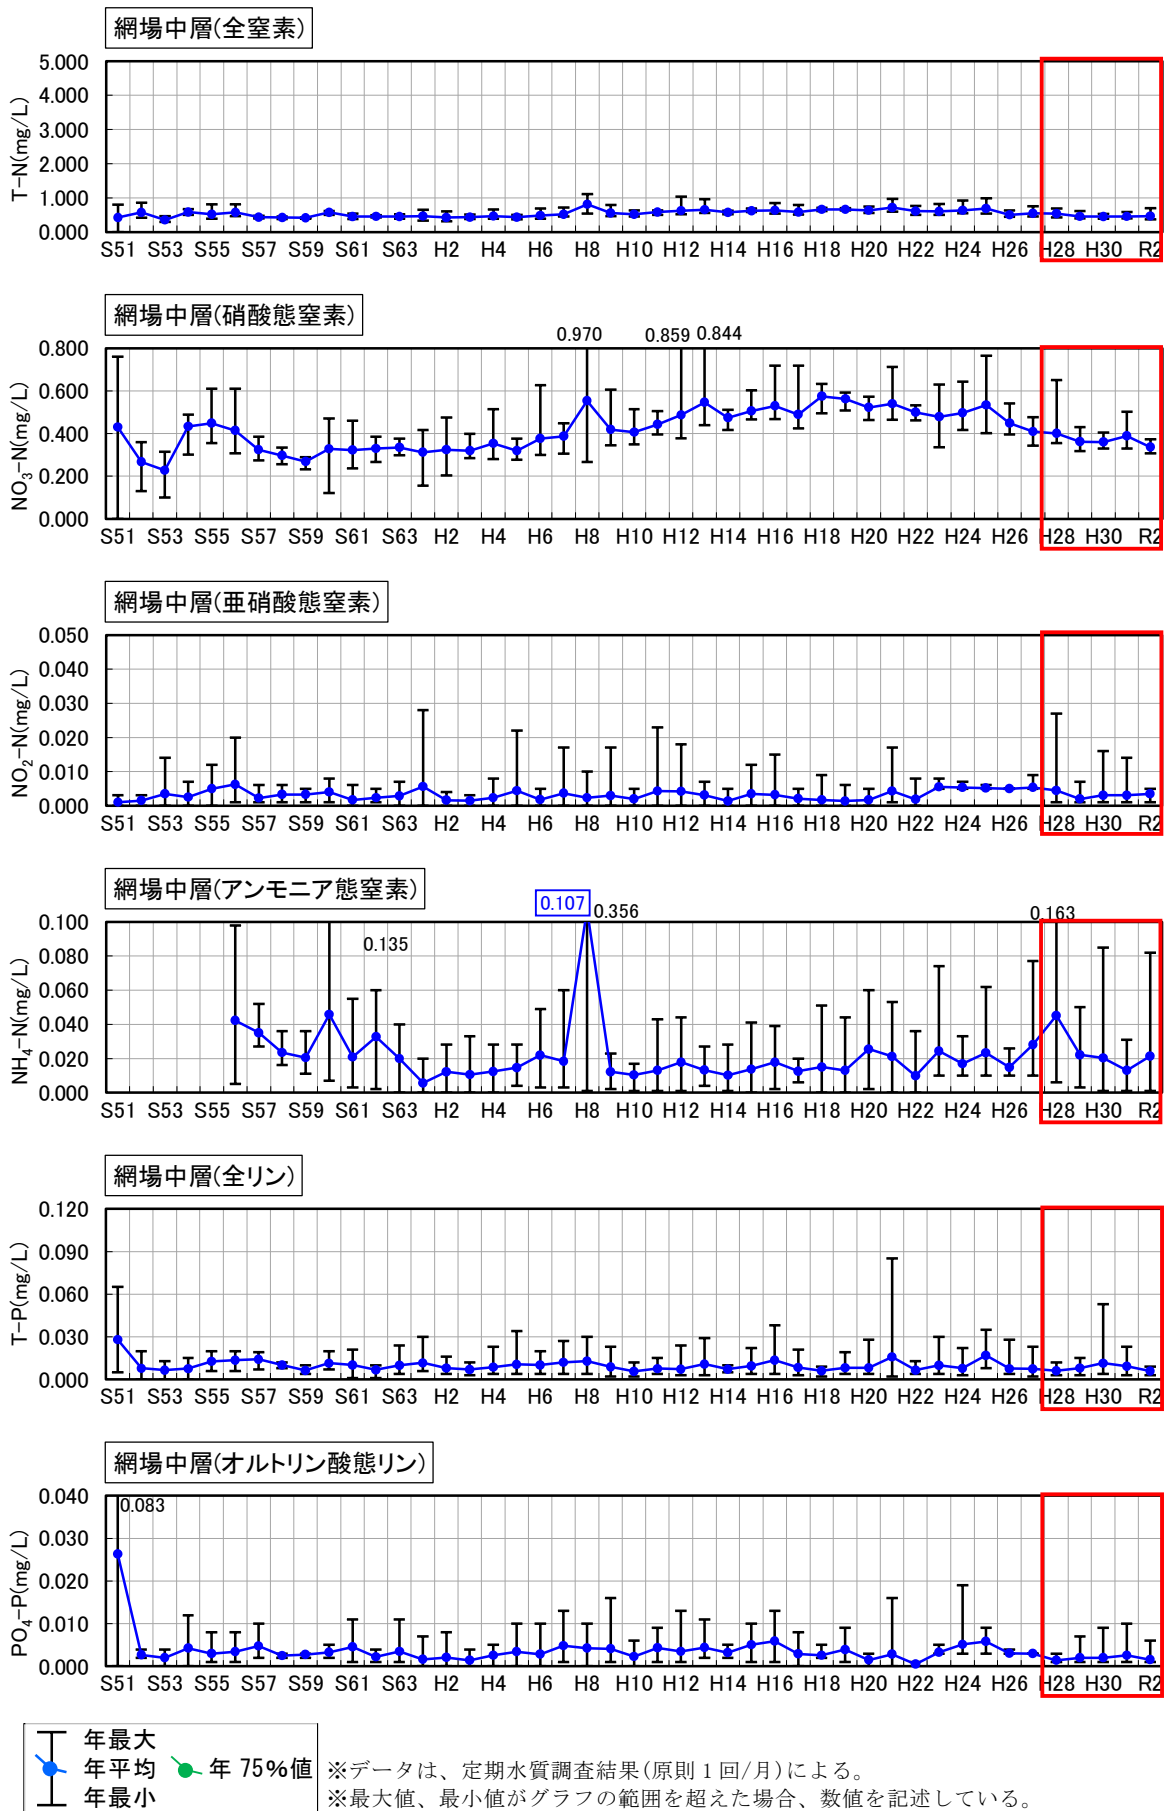 網場中層(全窒素)
T-N(mg/L)
5.000
4.000
3.000
2.000
1.000
0.000
S51 S53 S55 S57 S59 S61 S63 H2 H4 H6 H8 H10 H12 H14 H16 H18 H20 H22 H24 H26 H28 H30 R2
網場中層(硝酸態窒素)
0.970 0.859 0.844
NO₃-N(mg/L)
0.800
0.600
0.400
0.200
0.000
S51 S53 S55 S57 S59 S61 S63 H2 H4 H6 H8 H10 H12 H14 H16 H18 H20 H22 H24 H26 H28 H30 R2
網場中層(亜硝酸態窒素)
NO₂-N(mg/L)
0.050
0.040
0.030
0.020
0.010
0.000
S51 S53 S55 S57 S59 S61 S63 H2 H4 H6 H8 H10 H12 H14 H16 H18 H20 H22 H24 H26 H28 H30 R2
網場中層(アンモニア態窒素)
0.107 0.356 0.163
0.135
NH₄-N(mg/L)
0.100
0.080
0.060
0.040
0.020
0.000
S51 S53 S55 S57 S59 S61 S63 H2 H4 H6 H8 H10 H12 H14 H16 H18 H20 H22 H24 H26 H28 H30 R2
網場中層(全リン)
T-P(mg/L)
0.120
0.090
0.060
0.030
0.000
S51 S53 S55 S57 S59 S61 S63 H2 H4 H6 H8 H10 H12 H14 H16 H18 H20 H22 H24 H26 H28 H30 R2
網場中層(オルトリン酸態リン)
0.083
PO₄-P(mg/L)
0.040
0.030
0.020
0.010
0.000
S51 S53 S55 S57 S59 S61 S63 H2 H4 H6 H8 H10 H12 H14 H16 H18 H20 H22 H24 H26 H28 H30 R2
年最大
年平均 年75%値
年最小
※データは、定期水質調査結果(原則1回/月)による。
※最大値、最小値がグラフの範囲を超えた場合、数値を記述している。